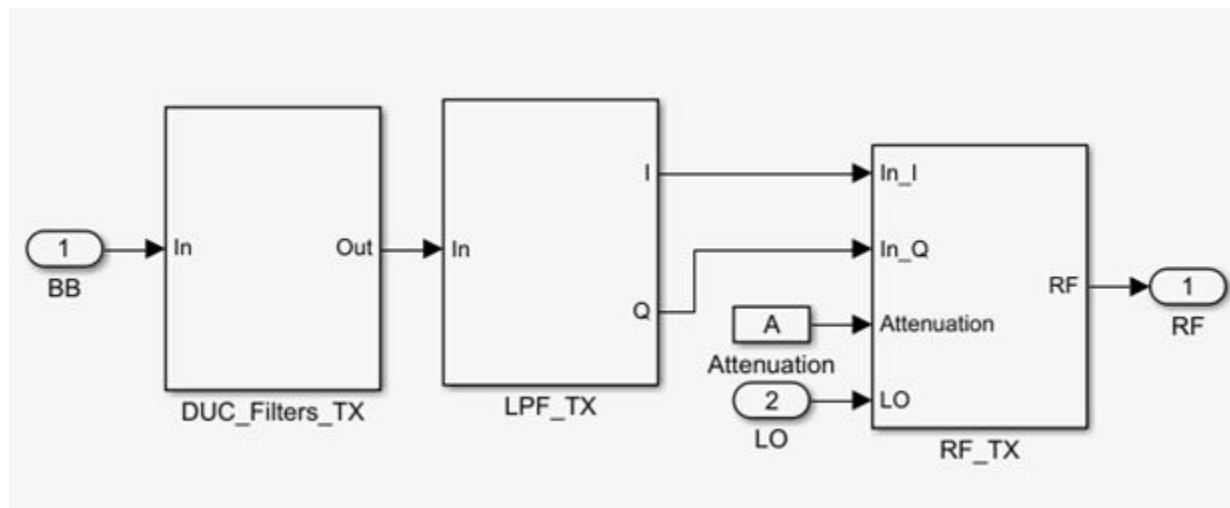 1
BB
In
Out
DUC_Filters_TX
In
I
Q
LPF_TX
A
Attenuation
2
LO
In_I
In_Q
Attenuation
LO
RF
RF_TX
1
RF